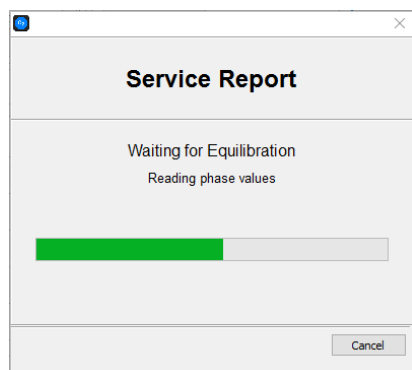 Service Report
Waiting for Equilibration
Reading phase values
Cancel